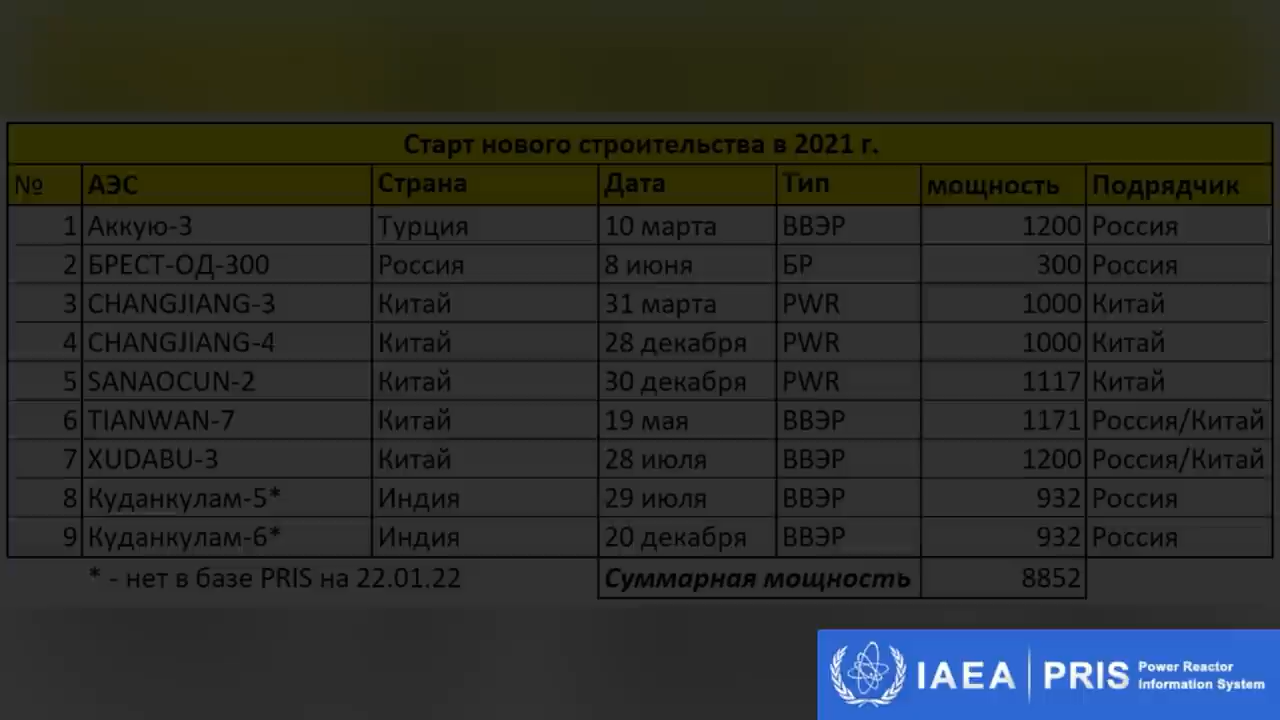 Старт нового строительства в 2021 г.
№ АЭС Страна Дата Тип мощность Подрядчик
1 Аккую-3 Турция 10 марта ВВЭР 1200 Россия
2 БРЕСТ-ОД-300 Россия 8 июня БР 300 Россия
3 CHANGJIANG-3 Китай 31 марта PWR 1000 Китай
4 CHANGJIANG-4 Китай 28 декабря PWR 1000 Китай
5 SANAOCUN-2 Китай 30 декабря PWR 1117 Китай
6 TIANWAN-7 Китай 19 мая ВВЭР 1171 Россия/Китай
7 XUDABU-3 Китай 28 июля ВВЭР 1200 Россия/Китай
8 Куданкулам-5* Индия 29 июля ВВЭР 932 Россия
9 Куданкулам-6* Индия 20 декабря ВВЭР 932 Россия
* - нет в базе PRIS на 22.01.22 Суммарная мощность 8852
IAEA PRIS Power Reactor
Information System